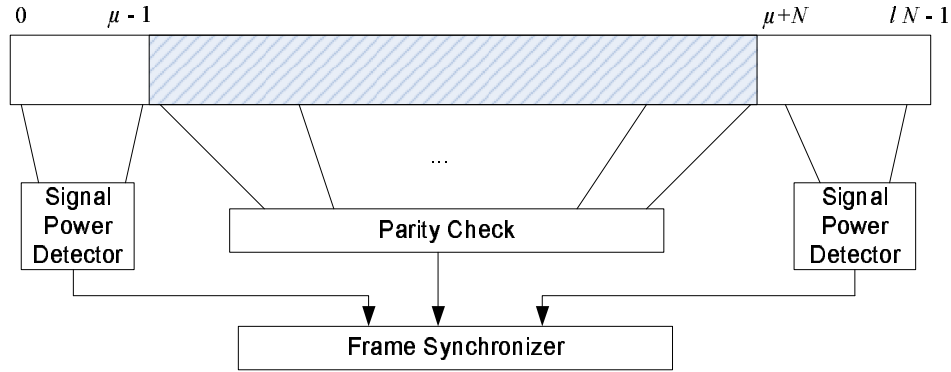 0 μ - 1 μ+N l N - 1
...
Signal
Power
Detector
Parity Check
Signal
Power
Detector
Frame Synchronizer